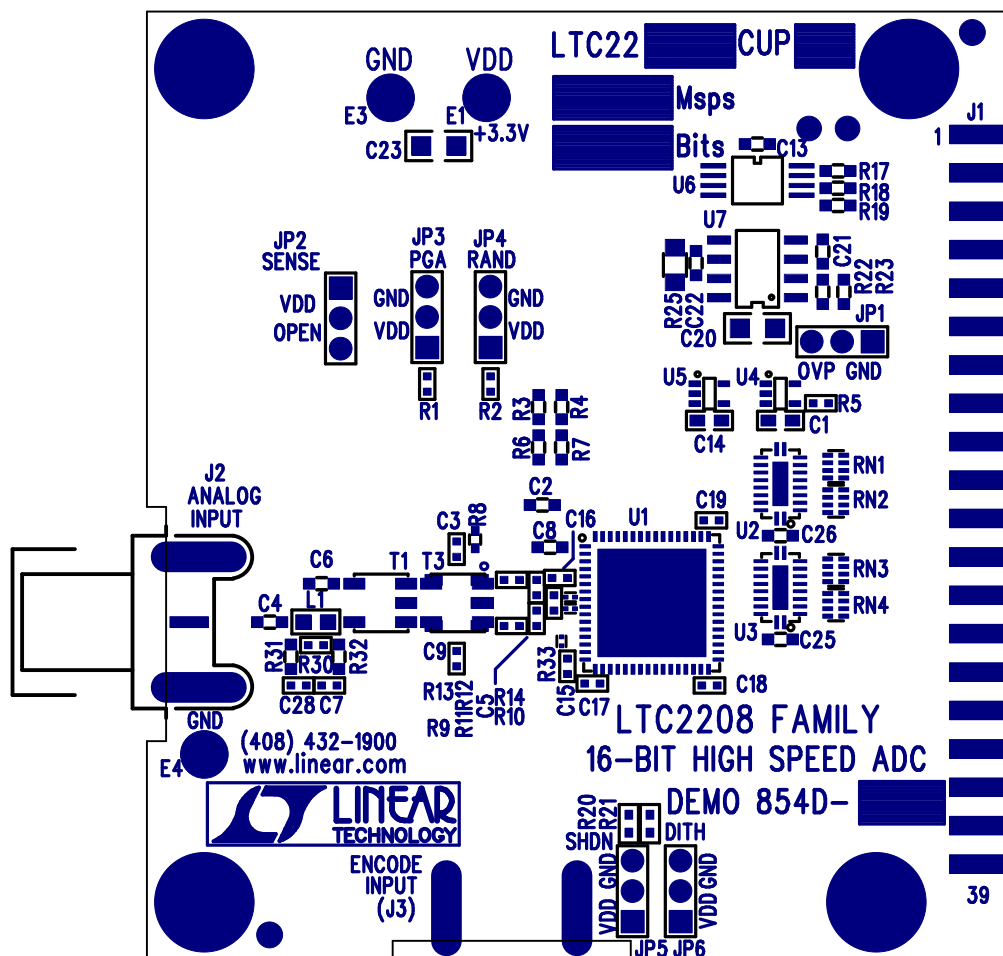 LTC22 CUP
GND VDD
Msps
E3 E1
+3.3V
J1
1
C23
Bits
C13
U6
R17
R18
R19
U7
JP2
SENSE
JP3
PGA
JP4
RAND
C21
R22
R23
VDD
OPEN
GND
VDD
GND
VDD
R25
C22
C20
JP1
OVP GND
U5
U4
R1
R2
R3
R4
R5
C14
C1
R6
R7
J2
ANALOG
INPUT
RN1
RN2
C2
C19
C3
R8
C16
U1
U2
C26
C8
C6
T1
T3
RN3
RN4
L1
C4
U3
C25
R31
R30
R32
C9
R33
C28
C7
R13
R12
R11
R9
C5
R14
R10
C15
C17
C18
GND
E4
(408) 432-1900
www.linear.com
LTC2208 FAMILY
16-BIT HIGH SPEED ADC
LINEAR
TECHNOLOGY
DEMO 854D-
R20
R21
SHDN
DITH
ENCODE
INPUT
(J3)
VDD GND
VDD GND
JP5
JP6
39